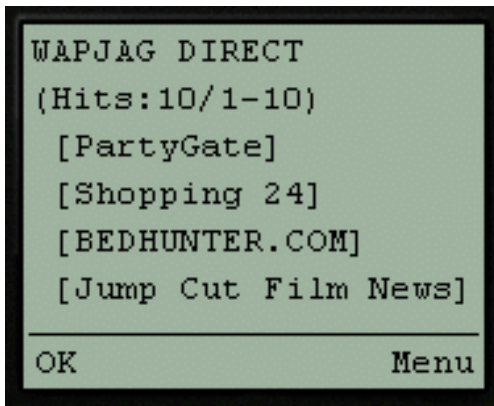 WAPJAG DIRECT
(Hits:10/1-10)
[PartyGate]
[Shopping 24]
[BEDHUNTER.COM]
[Jump Cut Film News]
OK Menu